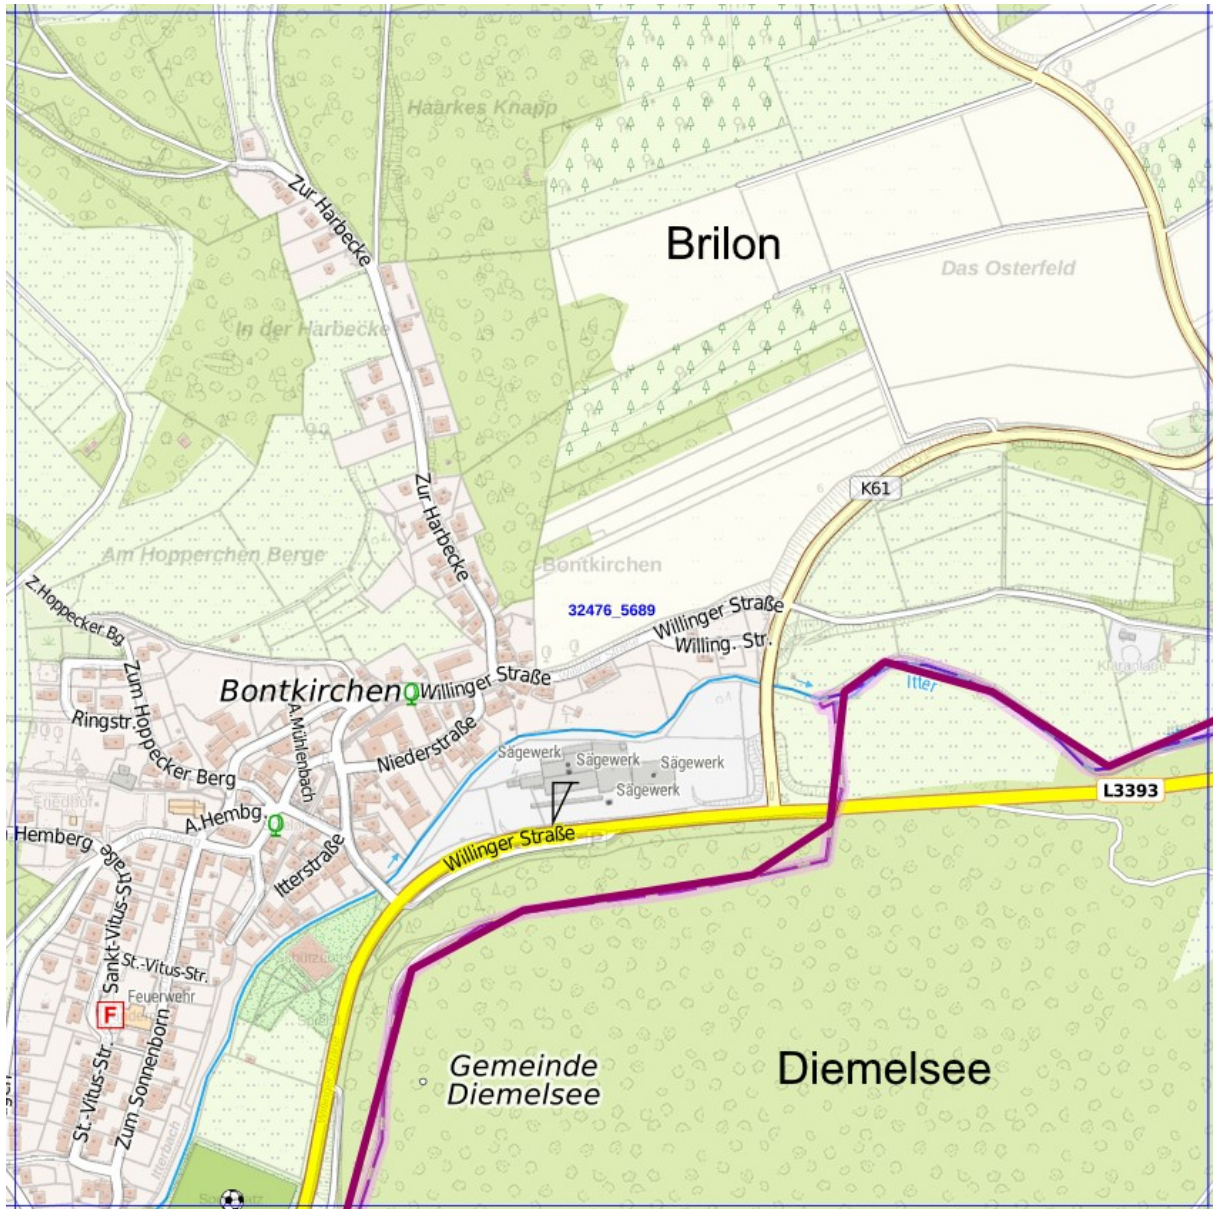 Haarkes Knapp
Zur Harbecke
Brilon
Das Osterfeld
In der Harbecke
K61
Zur Harbecke
Am Hopperchen Berge
Bontkirchen
Z.Hoppecker Bg.
32476_5689
Willinger Straße
Willing. Str.
Kläranlage
Zum Hoppecker Berg
Bontkirchen
Willinger Straße
Itter
Ringstr.
A.Mühlenbach
Niederstraße
Sägewerk
Sägewerk
Sägewerk
Sägewerk
L3393
Friedhof
A.Hembg.
Hemberg
Willinger Straße
Itterstraße
Sankt-Vitus-Straße
St.-Vitus-Str.
Feuerwehr
F
St.-Vitus-Str.
Zum Sonnenborn
Gemeinde
Diemelsee
Diemelsee
Itterbach